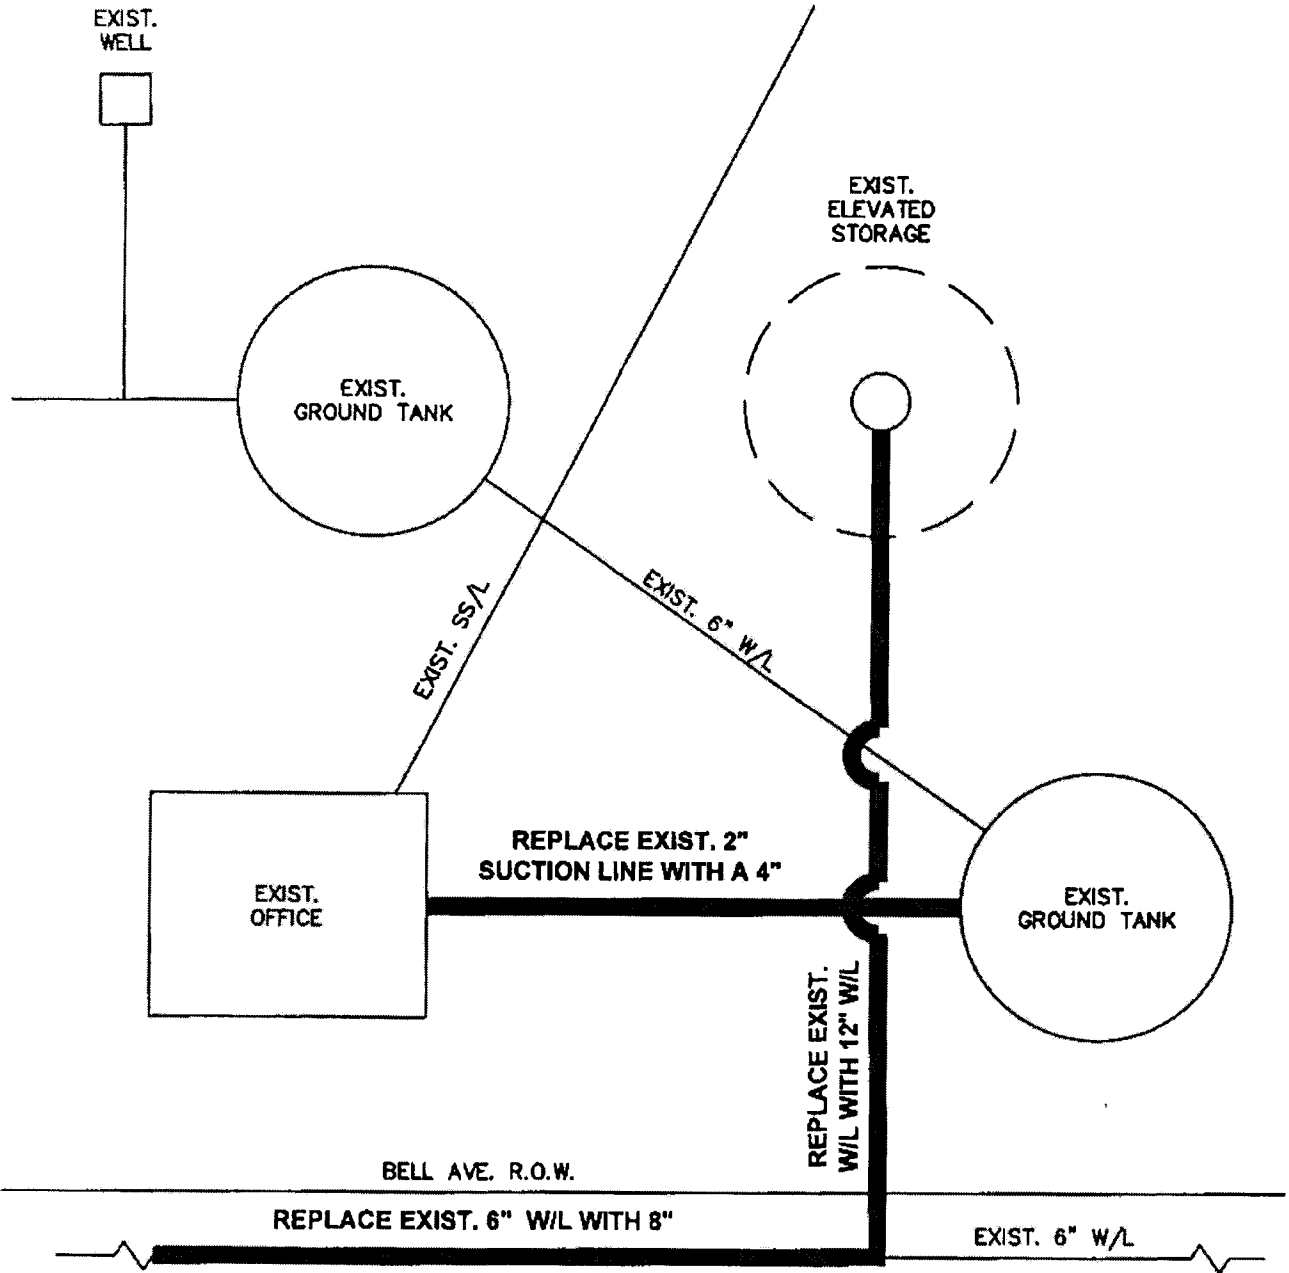 EXIST.
WELL
EXIST.
ELEVATED
STORAGE
EXIST.
GROUND TANK
EXIST. SS/L
EXIST. 6" W/L
REPLACE EXIST. 2"
SUCTION LINE WITH A 4"
EXIST.
OFFICE
EXIST.
GROUND TANK
REPLACE EXIST.
W/L WITH 12" W/L
BELL AVE. R.O.W.
REPLACE EXIST. 6" W/L WITH 8"
EXIST. 6" W/L